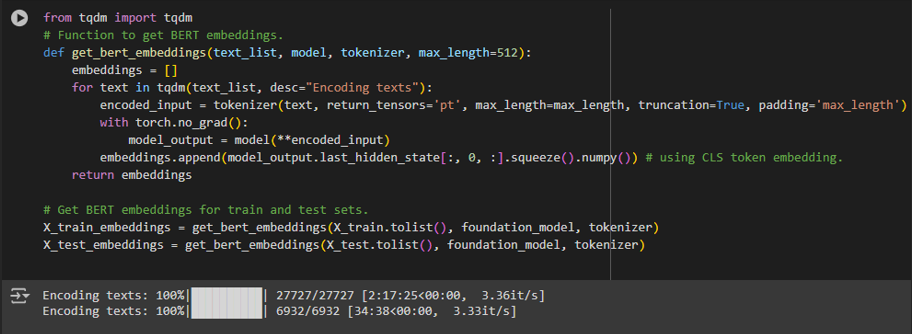 from tqdm import tqdm
# Function to get BERT embeddings.
def get_bert_embeddings(text_list, model, tokenizer, max_length=512):
    embeddings = []
    for text in tqdm(text_list, desc="Encoding texts"):
        encoded_input = tokenizer(text, return_tensors='pt', max_length=max_length, truncation=True, padding='max_length')
        with torch.no_grad():
            model_output = model(**encoded_input)
        embeddings.append(model_output.last_hidden_state[:, 0, :].squeeze().numpy()) # using CLS token embedding.
    return embeddings

# Get BERT embeddings for train and test sets.
X_train_embeddings = get_bert_embeddings(X_train.tolist(), foundation_model, tokenizer)
X_test_embeddings = get_bert_embeddings(X_test.tolist(), foundation_model, tokenizer)

Encoding texts: 100%|██████████| 27727/27727 [2:17:25<00:00,  3.36it/s]
Encoding texts: 100%|██████████| 6932/6932 [34:38<00:00,  3.33it/s]